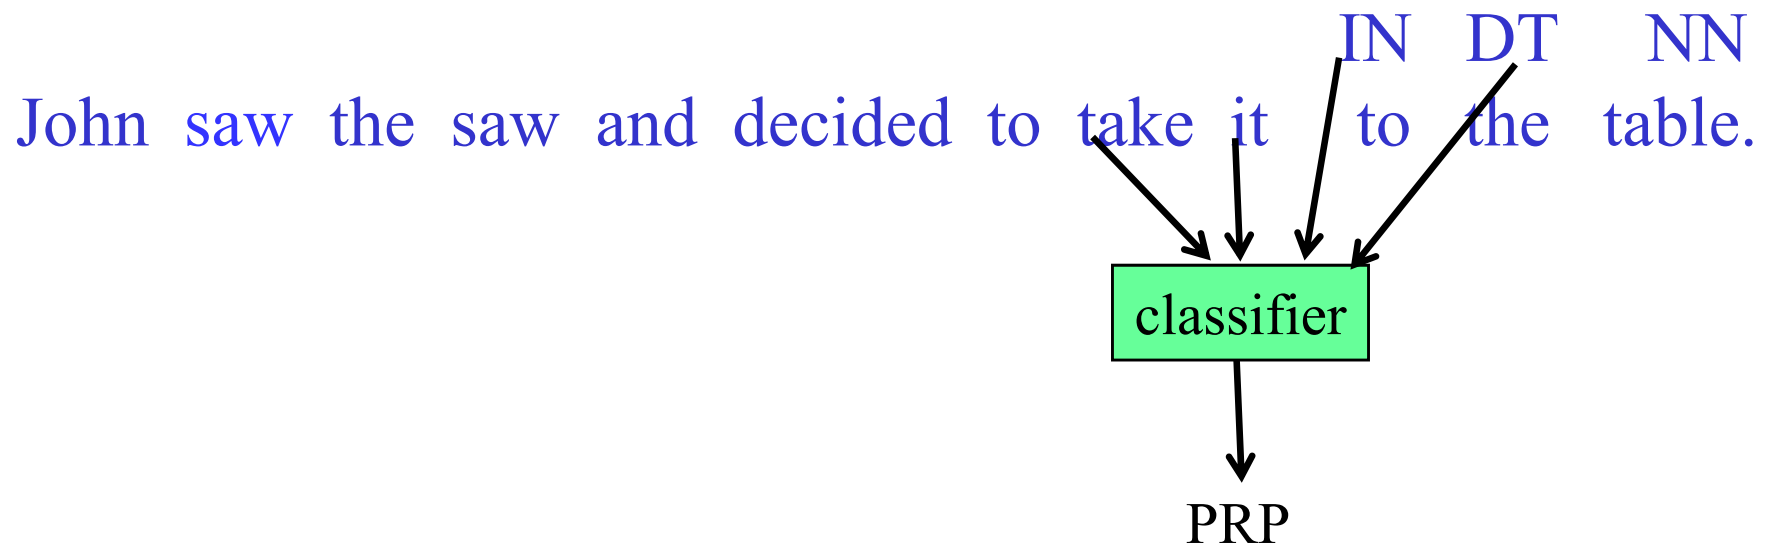 IN DT NN
John saw the saw and decided to take it to the table.
classifier
PRP